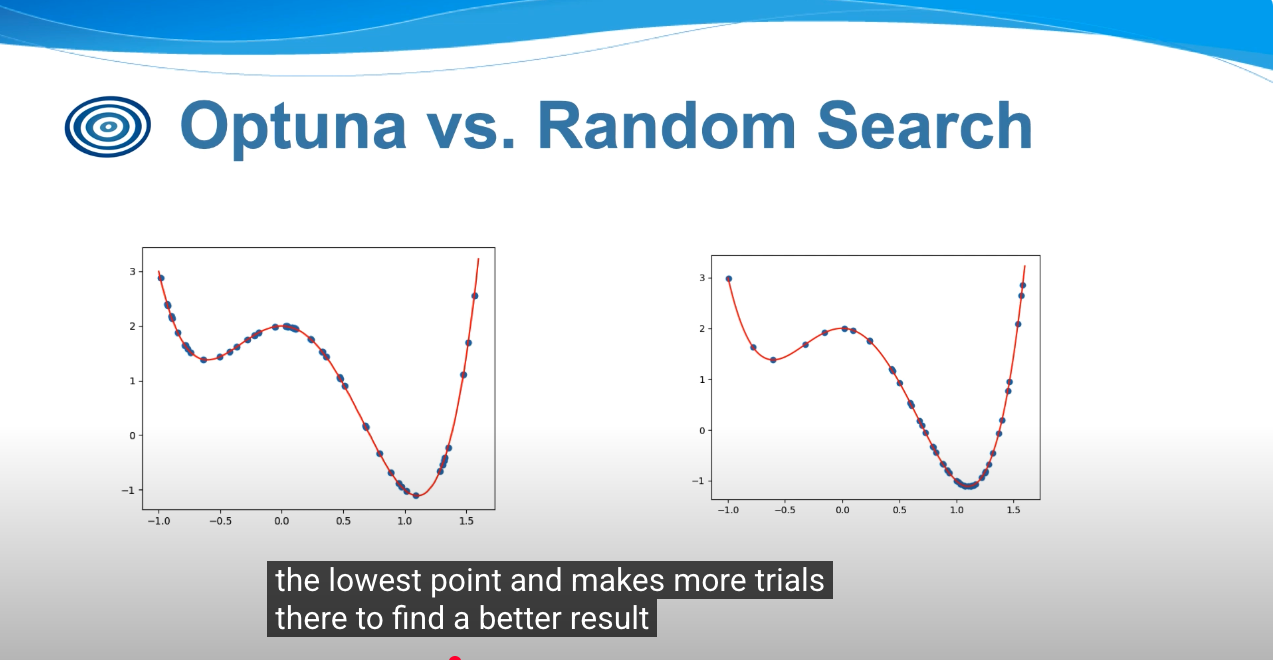 Optuna vs. Random Search
3
2
1
0
−1
−1.0 −0.5 0.0 0.5 1.0 1.5
3
2
1
0
−1
−1.0 −0.5 0.0 0.5 1.0 1.5
the lowest point and makes more trials
there to find a better result